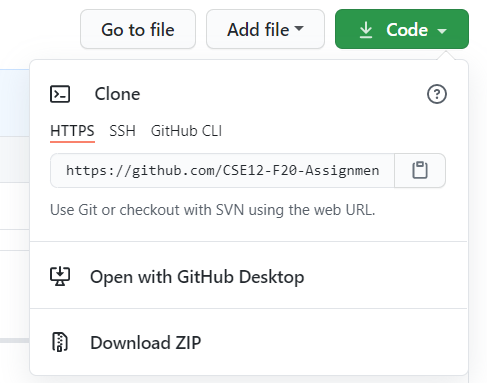 Go to file Add file Code
Clone
HTTPS SSH GitHub CLI
https://github.com/CSE12-F20-Assignmen
Use Git or checkout with SVN using the web URL.
Open with GitHub Desktop
Download ZIP